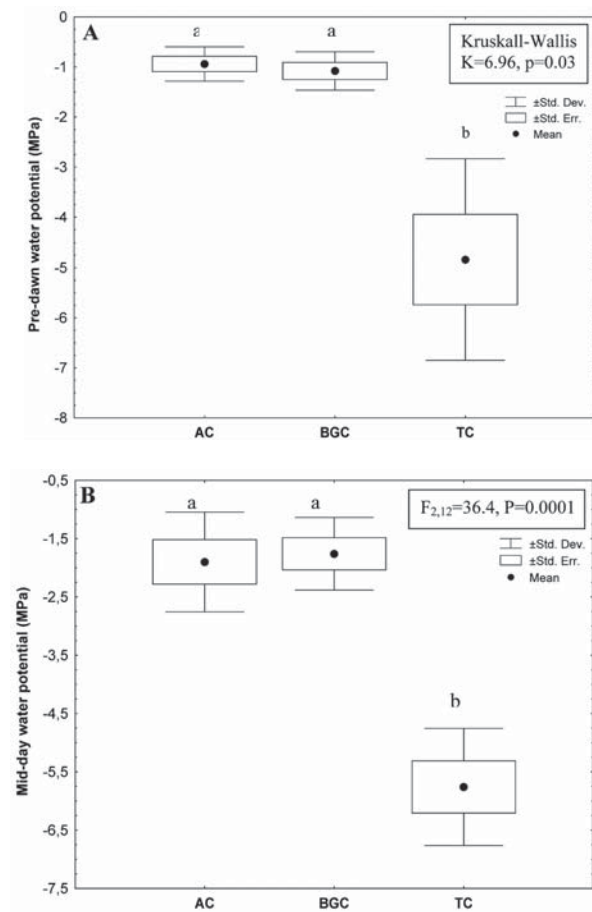 A
a
a
Kruskall-Wallis
K=6.96, p=0.03
±Std. Dev.
±Std. Err.
Mean
b
Pre-dawn water potential (MPa)
0
-1
-2
-3
-4
-5
-6
-7
-8
AC BGC TC
B
a
a
F2,12=36.4, P=0.0001
±Std. Dev.
±Std. Err.
Mean
b
Mid-day water potential (MPa)
-0,5
-1,5
-2,5
-4,5
-5,5
-6,5
-7,5
AC BGC TC